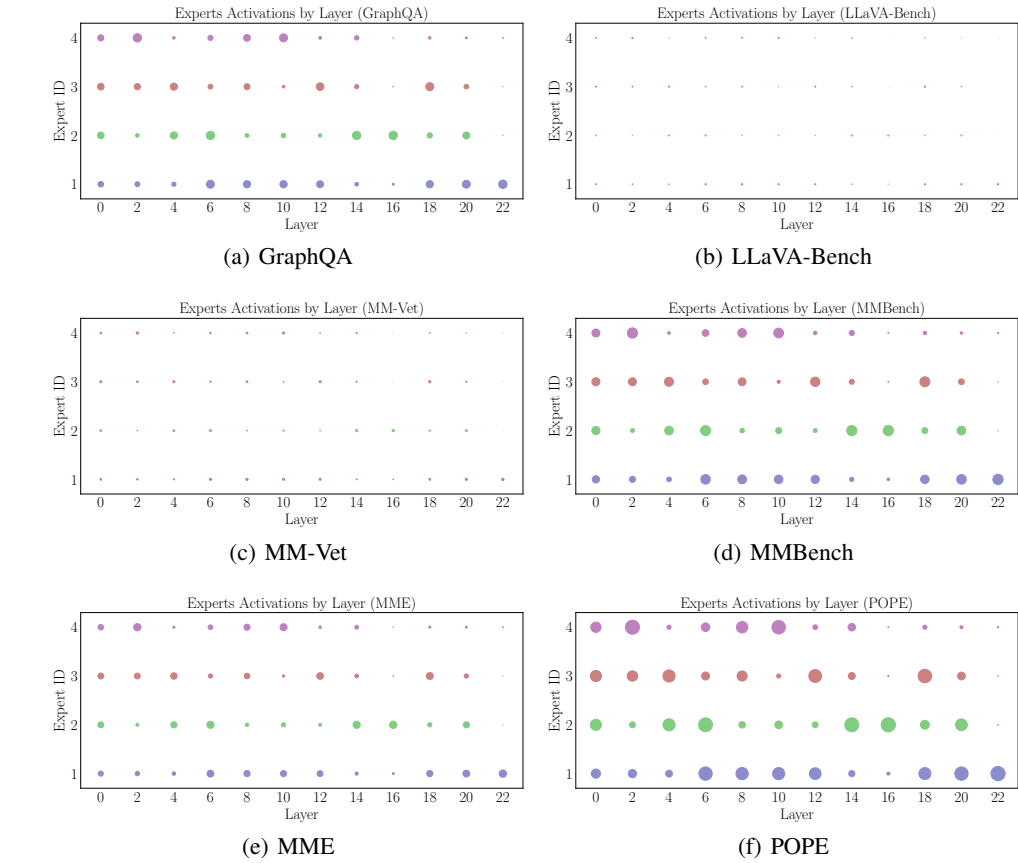 Experts Activations by Layer (GraphQA)
4
3
2
1
Expert ID
0 2 4 6 8 10 12 14 16 18 20 22
Layer
(a) GraphQA
Experts Activations by Layer (LLaVA-Bench)
4
3
2
1
Expert ID
0 2 4 6 8 10 12 14 16 18 20 22
Layer
(b) LLaVA-Bench
Experts Activations by Layer (MM-Vet)
4
3
2
1
Expert ID
0 2 4 6 8 10 12 14 16 18 20 22
Layer
(c) MM-Vet
Experts Activations by Layer (MMBench)
4
3
2
1
Expert ID
0 2 4 6 8 10 12 14 16 18 20 22
Layer
(d) MMBench
Experts Activations by Layer (MME)
4
3
2
1
Expert ID
0 2 4 6 8 10 12 14 16 18 20 22
Layer
(e) MME
Experts Activations by Layer (POPE)
4
3
2
1
Expert ID
0 2 4 6 8 10 12 14 16 18 20 22
Layer
(f) POPE